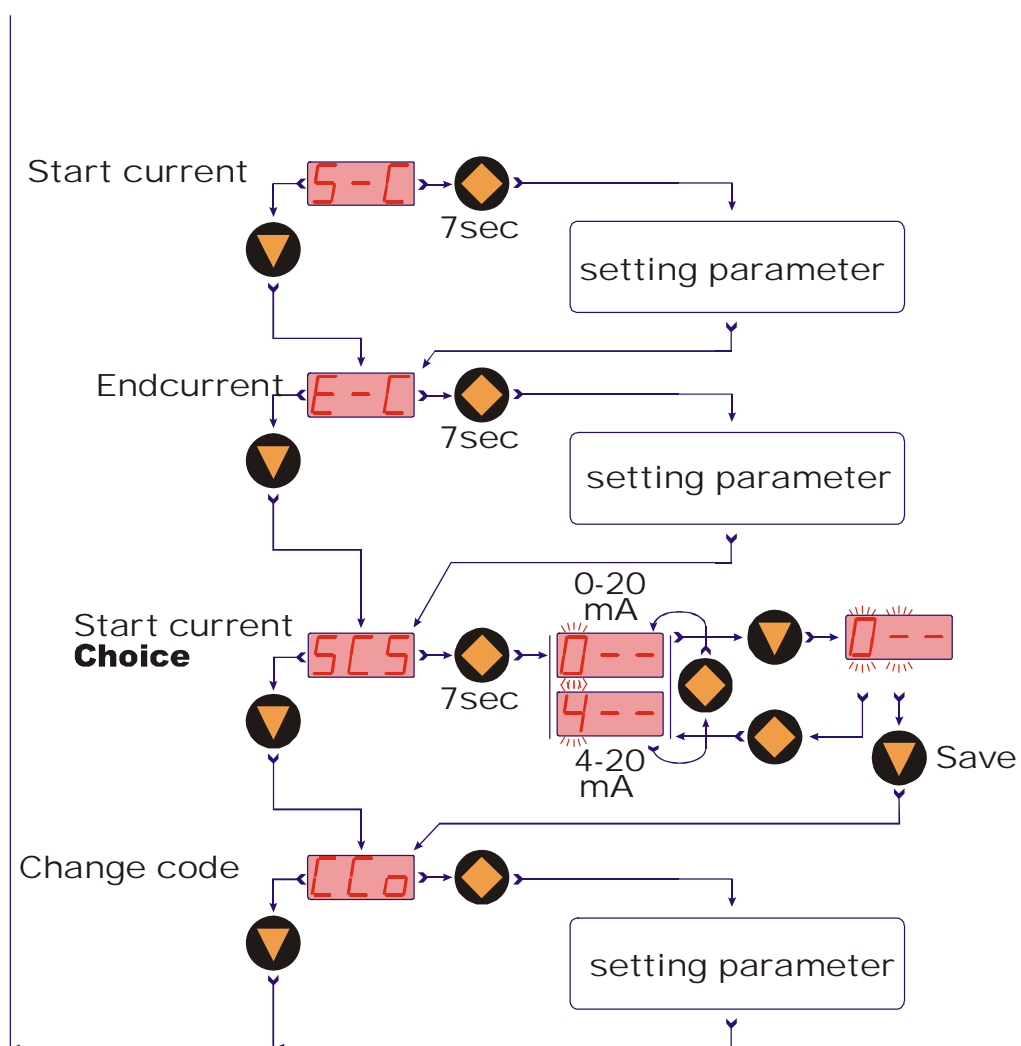 Start current
S-C
7sec
setting parameter
Endcurrent
E-C
7sec
setting parameter
Start current
Choice
SCS
7sec
0-20
mA
0--
4--
4-20
mA
0--
Save
Change code
CCo
setting parameter